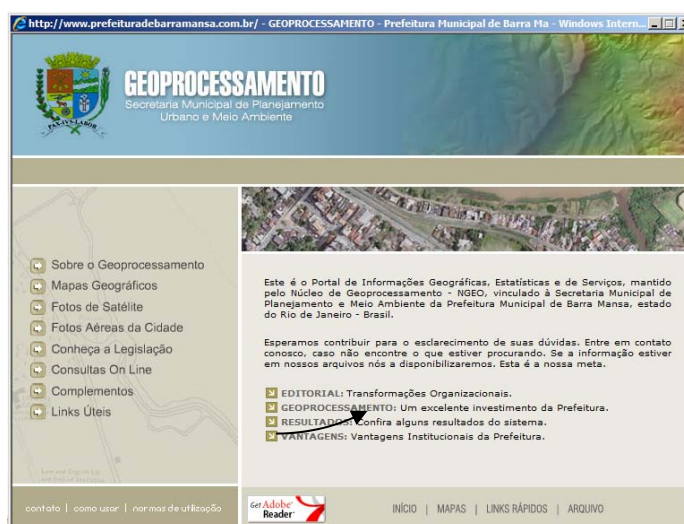 http://www.prefeituradebarramansa.com.br/ - GEOPROCESSAMENTO - Prefeitura Municipal de Barra Ma - Windows Intern...
GEOPROCESSAMENTO
Secretaria Municipal de Planejamento
Urbano e Meio Ambiente
PAX-IVS-LABOR
Sobre o Geoprocessamento
Mapas Geográficos
Fotos de Satélite
Fotos Aéreas da Cidade
Conheça a Legislação
Consultas On Line
Complementos
Links Úteis
Este é o Portal de Informações Geográficas, Estatísticas e de Serviços, mantido
pelo Núcleo de Geoprocessamento - NGEO, vinculado à Secretaria Municipal de
Planejamento e Meio Ambiente da Prefeitura Municipal de Barra Mansa, estado
do Rio de Janeiro - Brasil.
Esperamos contribuir para o esclarecimento de suas dúvidas. Entre em contato
conosco, caso não encontre o que estiver procurando. Se a informação estiver
em nossos arquivos nós a disponibilizaremos. Esta é a nossa meta.
EDITORIAL: Transformações Organizacionais.
GEOPROCESSAMENTO: Um excelente investimento da Prefeitura.
RESULTADOS: Confira alguns resultados do sistema.
VANTAGENS: Vantagens Institucionais da Prefeitura.
contato | como usar | normas de utilização
Get Adobe
Reader
INÍCIO | MAPAS | LINKS RÁPIDOS | ARQUIVO